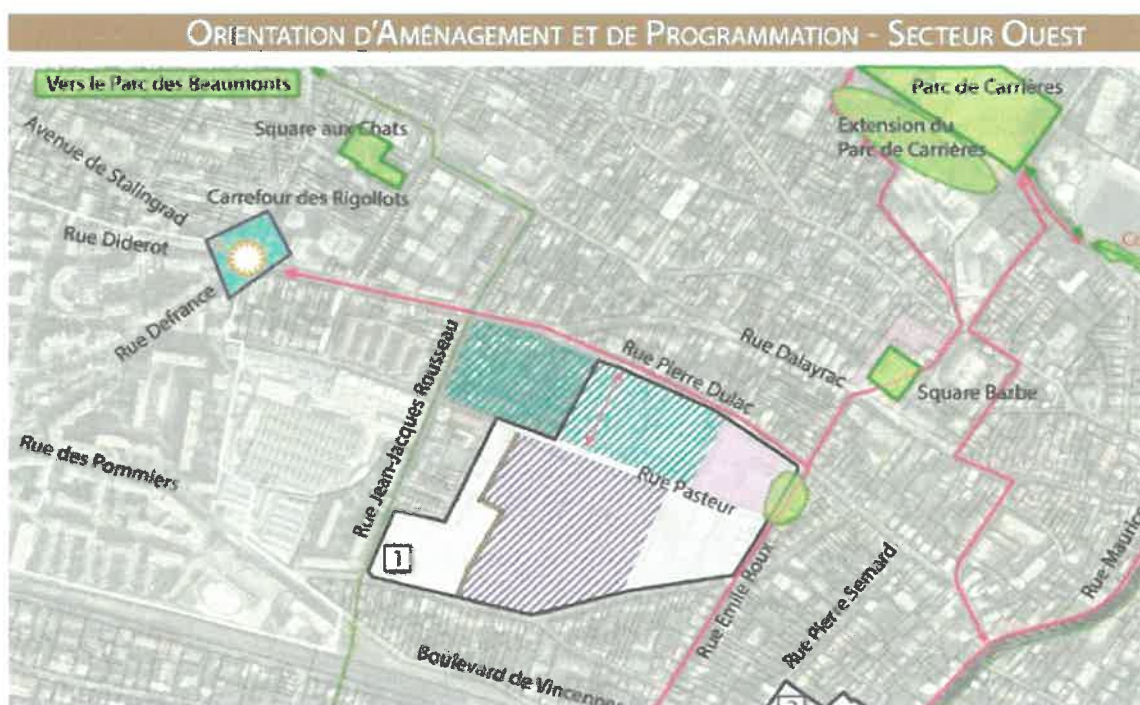 ORIENTATION D'AMÉNAGEMENT ET DE PROGRAMMATION - SECTEUR OUEST
Vers le Parc des Beaumonts
Parc de Carrières
Square aux Chats
Extension du
Parc de Carrières
Avenue de Stalingrad
Carrefour des Rigollots
Rue Diderot
Rue Defrance
Rue Jean-Jacques Rousseau
Rue Pierre Dulac
Rue Dalayrac
Square Barbe
Rue des Pommiers
Rue Pasteur
1
Rue Emile Roux
Rue Pierre Semard
Boulevard de Vincennes